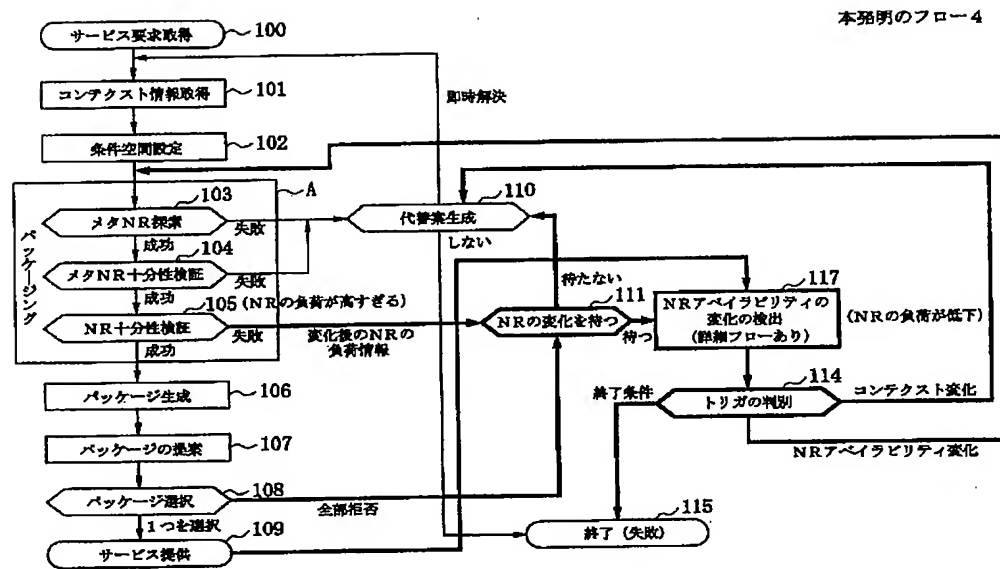 本発明のフロー4
サービス要求取得
100
コンテクスト情報取得
101
即時解決
条件空間設定
102
A
パッケージング
103
メタNR探索
失敗
成功
110
代替案生成
しない
104
メタNR十分性検証
失敗
成功
105
(NRの負荷が高すぎる)
NR十分性検証
失敗
成功
変化後のNRの
負荷情報
待たない
111
NRの変化を待つ
待つ
117
NRアベイラビリティの
変化の検出
(詳細フローあり)
(NRの負荷が低下)
106
パッケージ生成
終了条件
114
トリガの判別
コンテクスト変化
NRアベイラビリティ変化
107
パッケージの提案
108
パッケージ選択
全部拒否
1つを選択
109
サービス提供
115
終了(失敗)